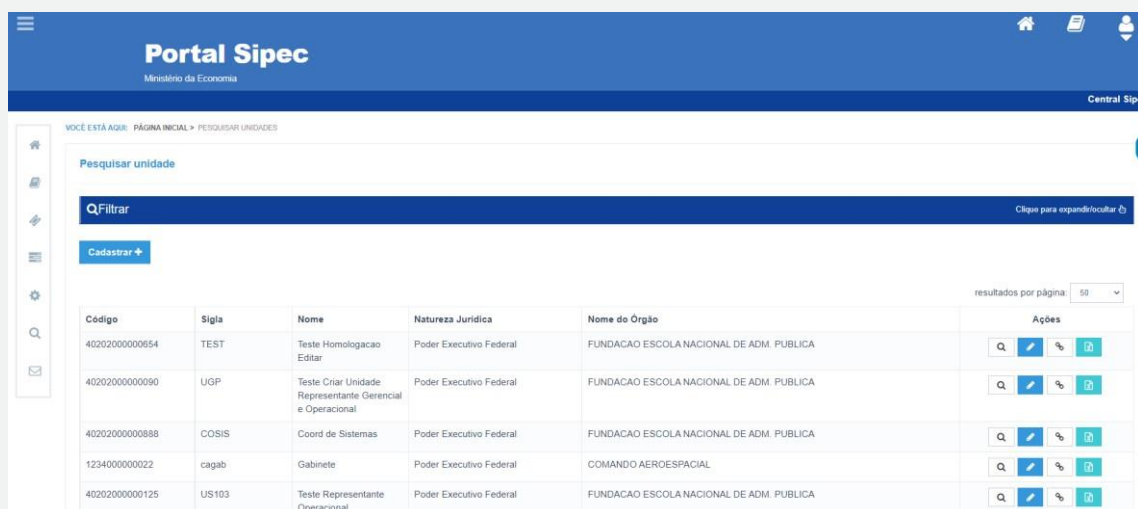 Portal Sipec
Ministério da Economia
Central Sip
VOCÊ ESTÁ AQUI: PÁGINA INICIAL > PESQUISAR UNIDADES
Pesquisar unidade
Filtrar
Clique para expandir/ocultar
Cadastrar +
resultados por página: 50
Código Sigla Nome Natureza Jurídica Nome do Órgão Ações
40202000000654 TEST Teste Homologacao Poder Executivo Federal FUNDACAO ESCOLA NACIONAL DE ADM. PUBLICA
Editar
40202000000090 UGP Teste Criar Unidade Poder Executivo Federal FUNDACAO ESCOLA NACIONAL DE ADM. PUBLICA
Representante Gerencial
e Operacional
40202000000888 COSIS Coord de Sistemas Poder Executivo Federal FUNDACAO ESCOLA NACIONAL DE ADM. PUBLICA
1234000000022 cagab Gabinete Poder Executivo Federal COMANDO AEROESPACIAL
40202000000125 US103 Teste Representante Poder Executivo Federal FUNDACAO ESCOLA NACIONAL DE ADM. PUBLICA
Operacional